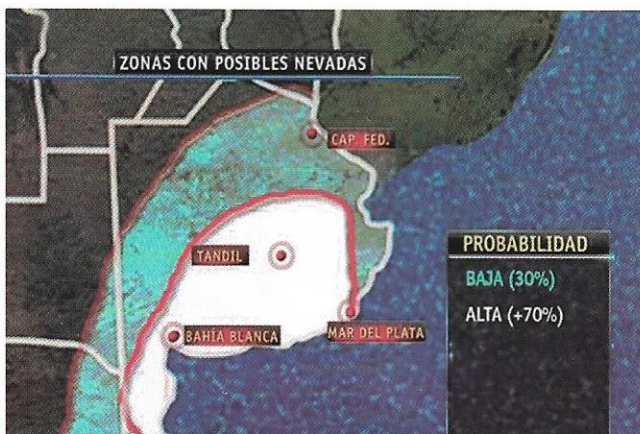 ZONAS CON POSIBLES NEVADAS
CAP. FED.
TANDIL
BAHÍA BLANCA
MAR DEL PLATA
PROBABILIDAD
BAJA (30%)
ALTA (+70%)